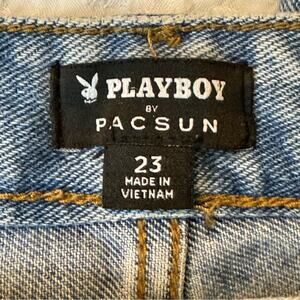 PLAYBOY
BY
PACSUN
23
MADE IN
VIETNAM